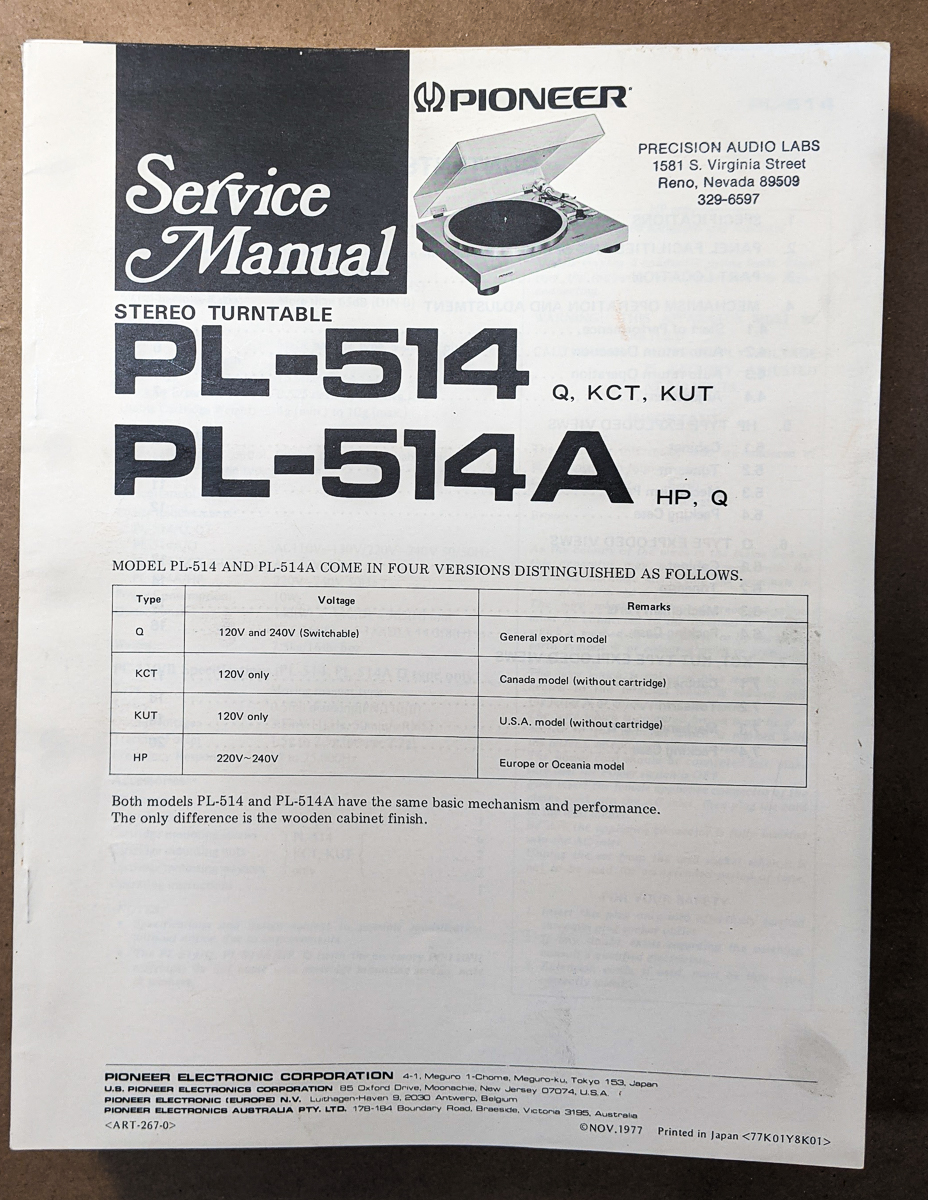 Service
Manual
PIONEER
PRECISION AUDIO LABS
1581 S. Virginia Street
Reno, Nevada 89509
329-6597
STEREO TURNTABLE
PL-514 Q, KCT, KUT
PL-514A HP, Q
MODEL PL-514 AND PL-514A COME IN FOUR VERSIONS DISTINGUISHED AS FOLLOWS.
Type Voltage Remarks
Q 120V and 240V (Switchable) General export model
KCT 120V only Canada model (without cartridge)
KUT 120V only U.S.A. model (without cartridge)
HP 220V~240V Europe or Oceania model
Both models PL-514 and PL-514A have the same basic mechanism and performance.
The only difference is the wooden cabinet finish.
PIONEER ELECTRONIC CORPORATION 4-1, Meguro 1-Chome, Meguro-ku, Tokyo 153, Japan
U.S. PIONEER ELECTRONICS CORPORATION 85 Oxford Drive, Moonachie, New Jersey 07074, U.S.A.
PIONEER ELECTRONIC (EUROPE) N.V. Luithagen-Haven 9, 2030 Antwerp, Belgium
PIONEER ELECTRONICS AUSTRALIA PTY. LTD. 178-184 Boundary Road, Braeside, Victoria 3195, Australia
<ART-267-0> ©NOV.1977 Printed in Japan <77K01Y8K01>